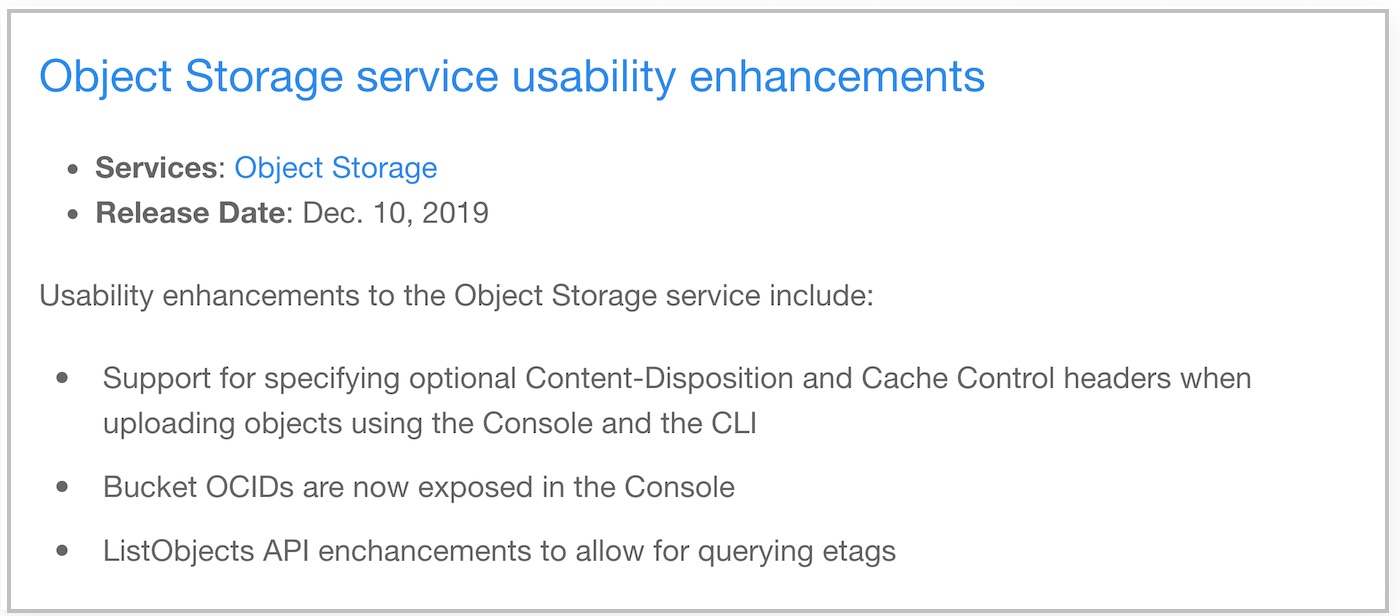 Object Storage service usability enhancements
• Services: Object Storage
• Release Date: Dec. 10, 2019
Usability enhancements to the Object Storage service include:
• Support for specifying optional Content-Disposition and Cache Control headers when
uploading objects using the Console and the CLI
• Bucket OCIDs are now exposed in the Console
• ListObjects API enchancements to allow for querying etags